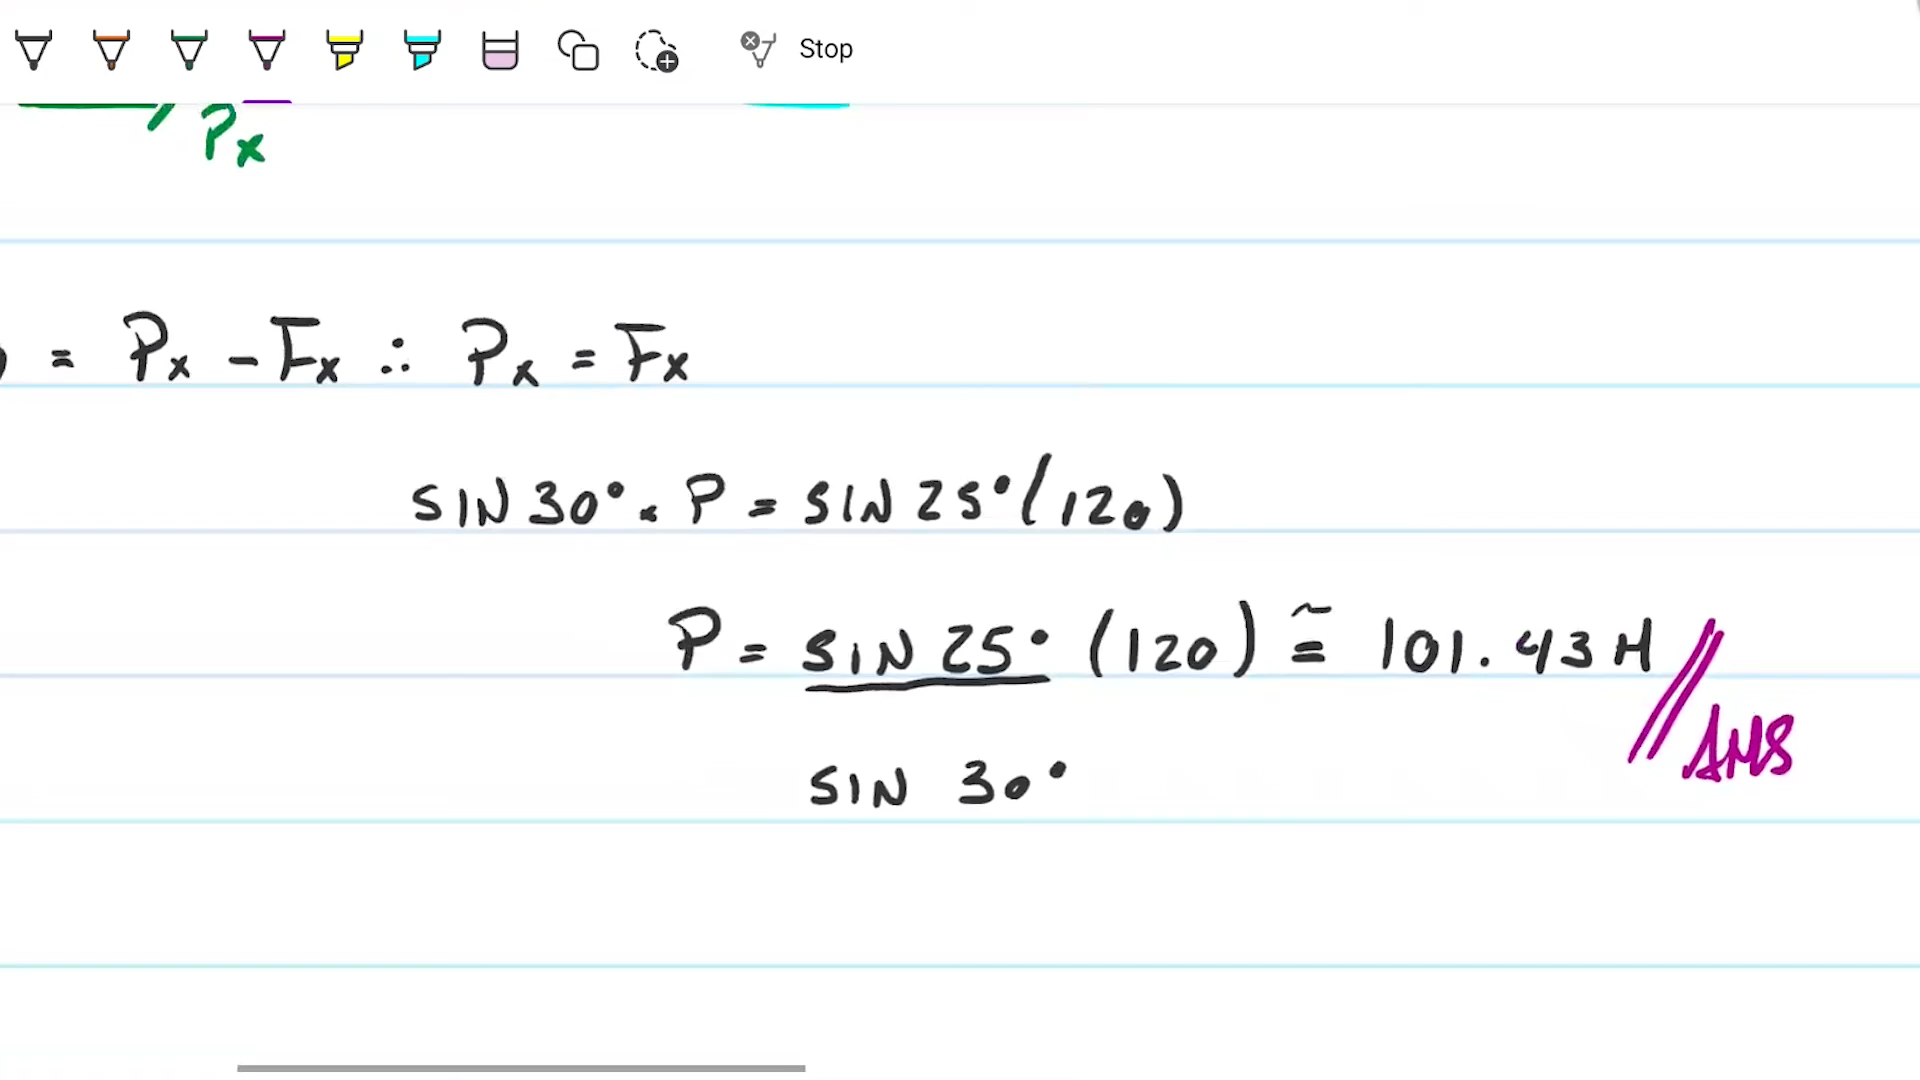 Stop
Px
= Px - Fx ∴ Px = Fx
SIN 30° · P = SIN 25° (120)
P = SIN 25° (120) ≅ 101.43 N
SIN 30°
ANS